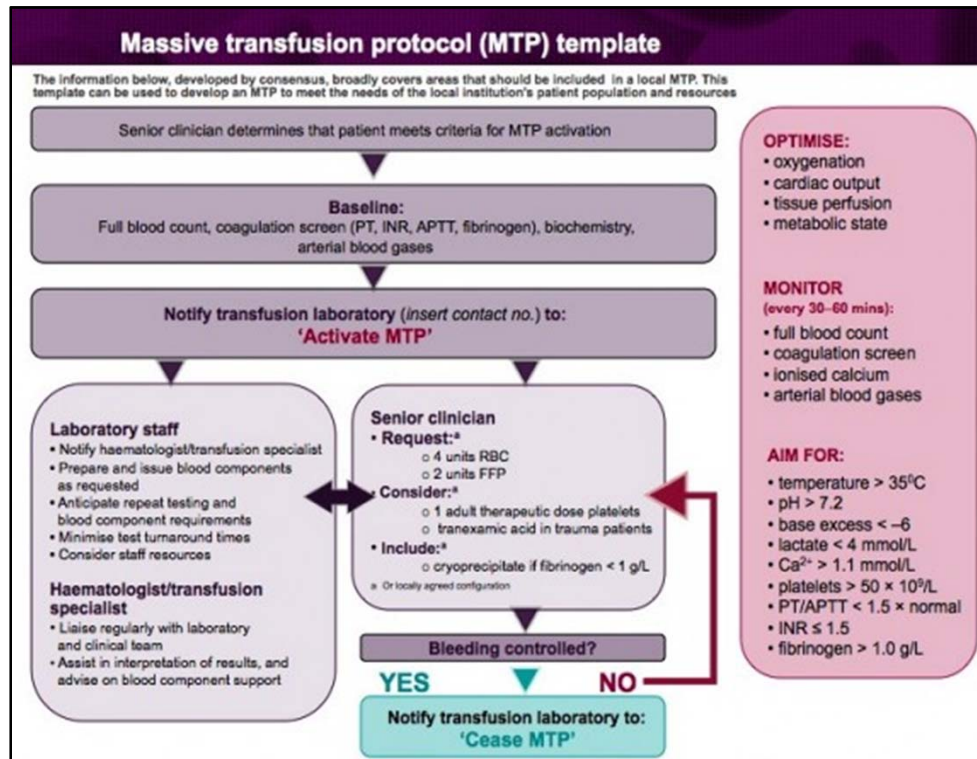 Massive transfusion protocol (MTP) template
The information below, developed by consensus, broadly covers areas that should be included in a local MTP. This
template can be used to develop an MTP to meet the needs of the local institution's patient population and resources
Senior clinician determines that patient meets criteria for MTP activation
Baseline:
Full blood count, coagulation screen (PT, INR, APTT, fibrinogen), biochemistry,
arterial blood gases
Notify transfusion laboratory (insert contact no.) to:
'Activate MTP'
Laboratory staff
• Notify haematologist/transfusion specialist
• Prepare and issue blood components
as requested
• Anticipate repeat testing and
blood component requirements
• Minimise test turnaround times
• Consider staff resources
Haematologist/transfusion
specialist
• Liaise regularly with laboratory
and clinical team
• Assist in interpretation of results, and
advise on blood component support
Senior clinician
• Request:ᵃ
o 4 units RBC
o 2 units FFP
• Consider:ᵃ
o 1 adult therapeutic dose platelets
o tranexamic acid in trauma patients
• Include:ᵃ
o cryoprecipitate if fibrinogen < 1 g/L
a Or locally agreed configuration
Bleeding controlled?
YES NO
Notify transfusion laboratory to:
'Cease MTP'
OPTIMISE:
• oxygenation
• cardiac output
• tissue perfusion
• metabolic state
MONITOR
(every 30–60 mins):
• full blood count
• coagulation screen
• ionised calcium
• arterial blood gases
AIM FOR:
• temperature > 35⁰C
• pH > 7.2
• base excess < –6
• lactate < 4 mmol/L
• Ca²⁺ > 1.1 mmol/L
• platelets > 50 × 10⁹/L
• PT/APTT < 1.5 × normal
• INR ≤ 1.5
• fibrinogen > 1.0 g/L